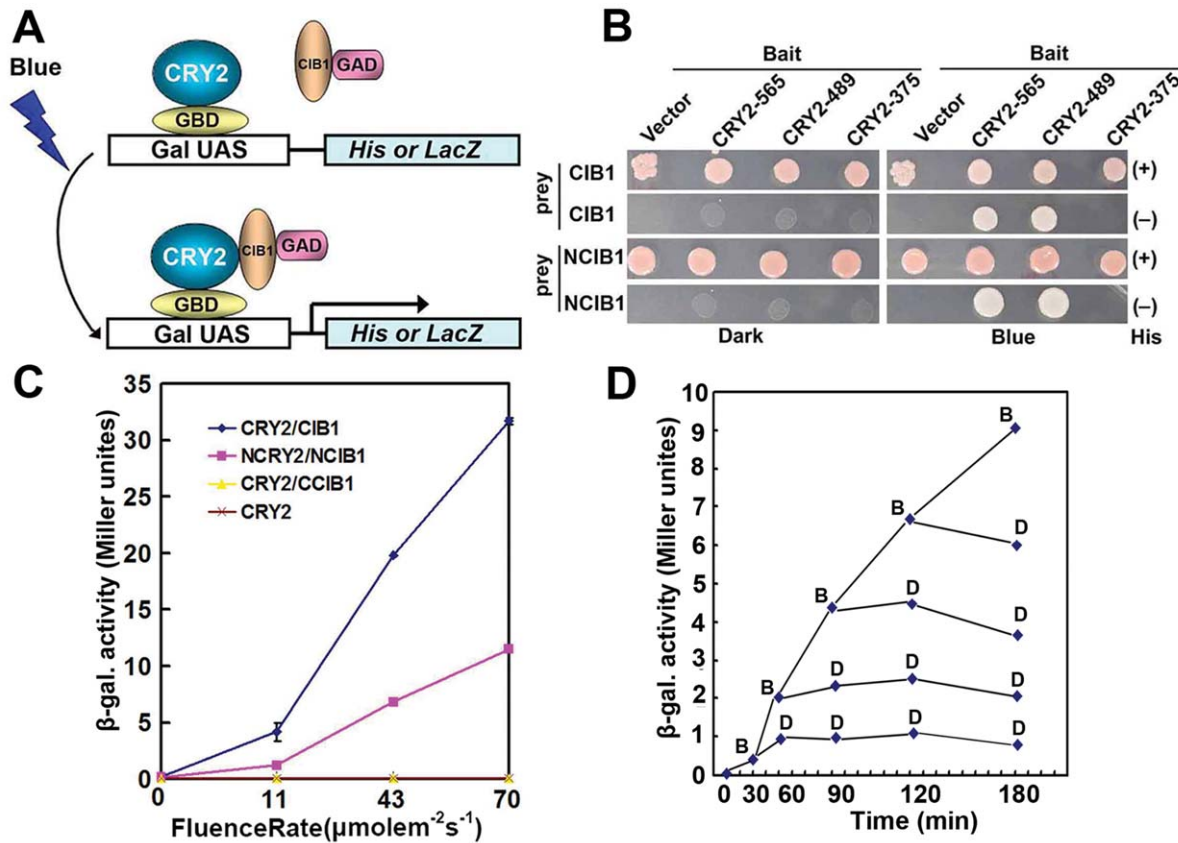 A
Blue
CRY2
CIB1
GAD
GBD
Gal UAS
His or LacZ
CRY2
CIB1
GAD
GBD
Gal UAS
His or LacZ
B
Bait
Bait
Vector
CRY2-565
CRY2-489
CRY2-375
Vector
CRY2-565
CRY2-489
CRY2-375
prey
CIB1
(+)
CIB1
(–)
prey
NCIB1
(+)
NCIB1
(–)
Dark
Blue
His
C
β-gal. activity (Miller unites)
35
30
25
20
15
10
5
0
CRY2/CIB1
NCRY2/NCIB1
CRY2/CCIB1
CRY2
0 11 43 70
FluenceRate(μmolem⁻²s⁻¹)
D
β-gal. activity (Miller unites)
10
9
8
7
6
5
4
3
2
1
0
B
B
D
B
D
D
B
D
D
D
B
D
D
D
D
0 30 60 90 120 180
Time (min)